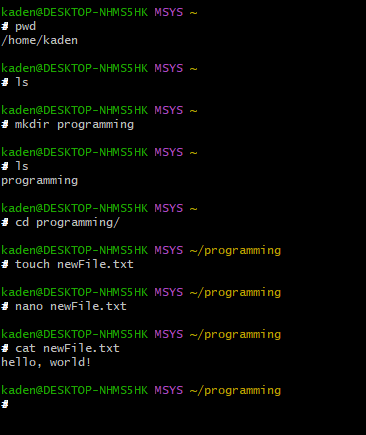 kaden@DESKTOP-NHMS5HK MSYS ~
# pwd
/home/kaden
kaden@DESKTOP-NHMS5HK MSYS ~
# ls
kaden@DESKTOP-NHMS5HK MSYS ~
# mkdir programming
kaden@DESKTOP-NHMS5HK MSYS ~
# ls
programming
kaden@DESKTOP-NHMS5HK MSYS ~
# cd programming/
kaden@DESKTOP-NHMS5HK MSYS ~/programming
# touch newFile.txt
kaden@DESKTOP-NHMS5HK MSYS ~/programming
# nano newFile.txt
kaden@DESKTOP-NHMS5HK MSYS ~/programming
# cat newFile.txt
hello, world!
kaden@DESKTOP-NHMS5HK MSYS ~/programming
#